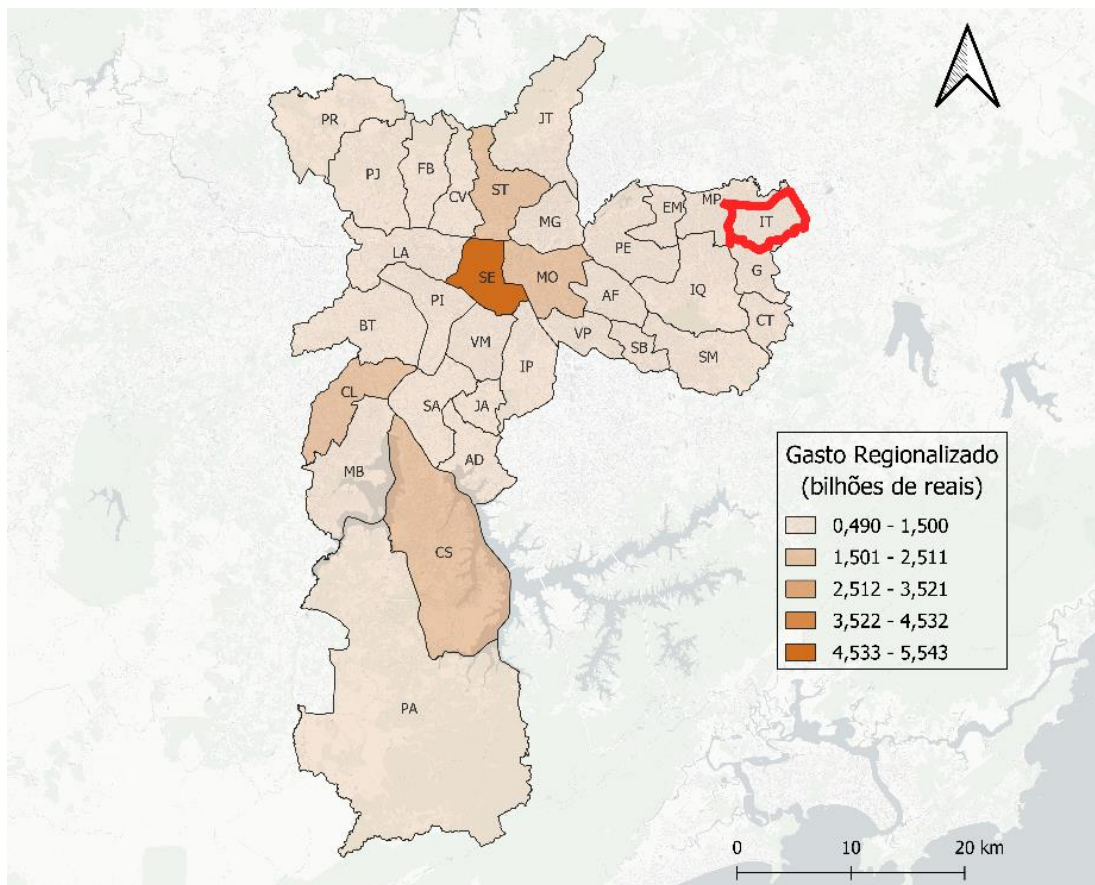 JT
PR
FB
PJ
ST
CV
MG
EM
MP
IT
PE
LA
G
SE
MO
IQ
AF
PI
CT
BT
VP
VM
SB
SM
IP
CL
SA
JA
AD
MB
CS
PA
Gasto Regionalizado
(bilhões de reais)
0,490 - 1,500
1,501 - 2,511
2,512 - 3,521
3,522 - 4,532
4,533 - 5,543
0 10 20 km